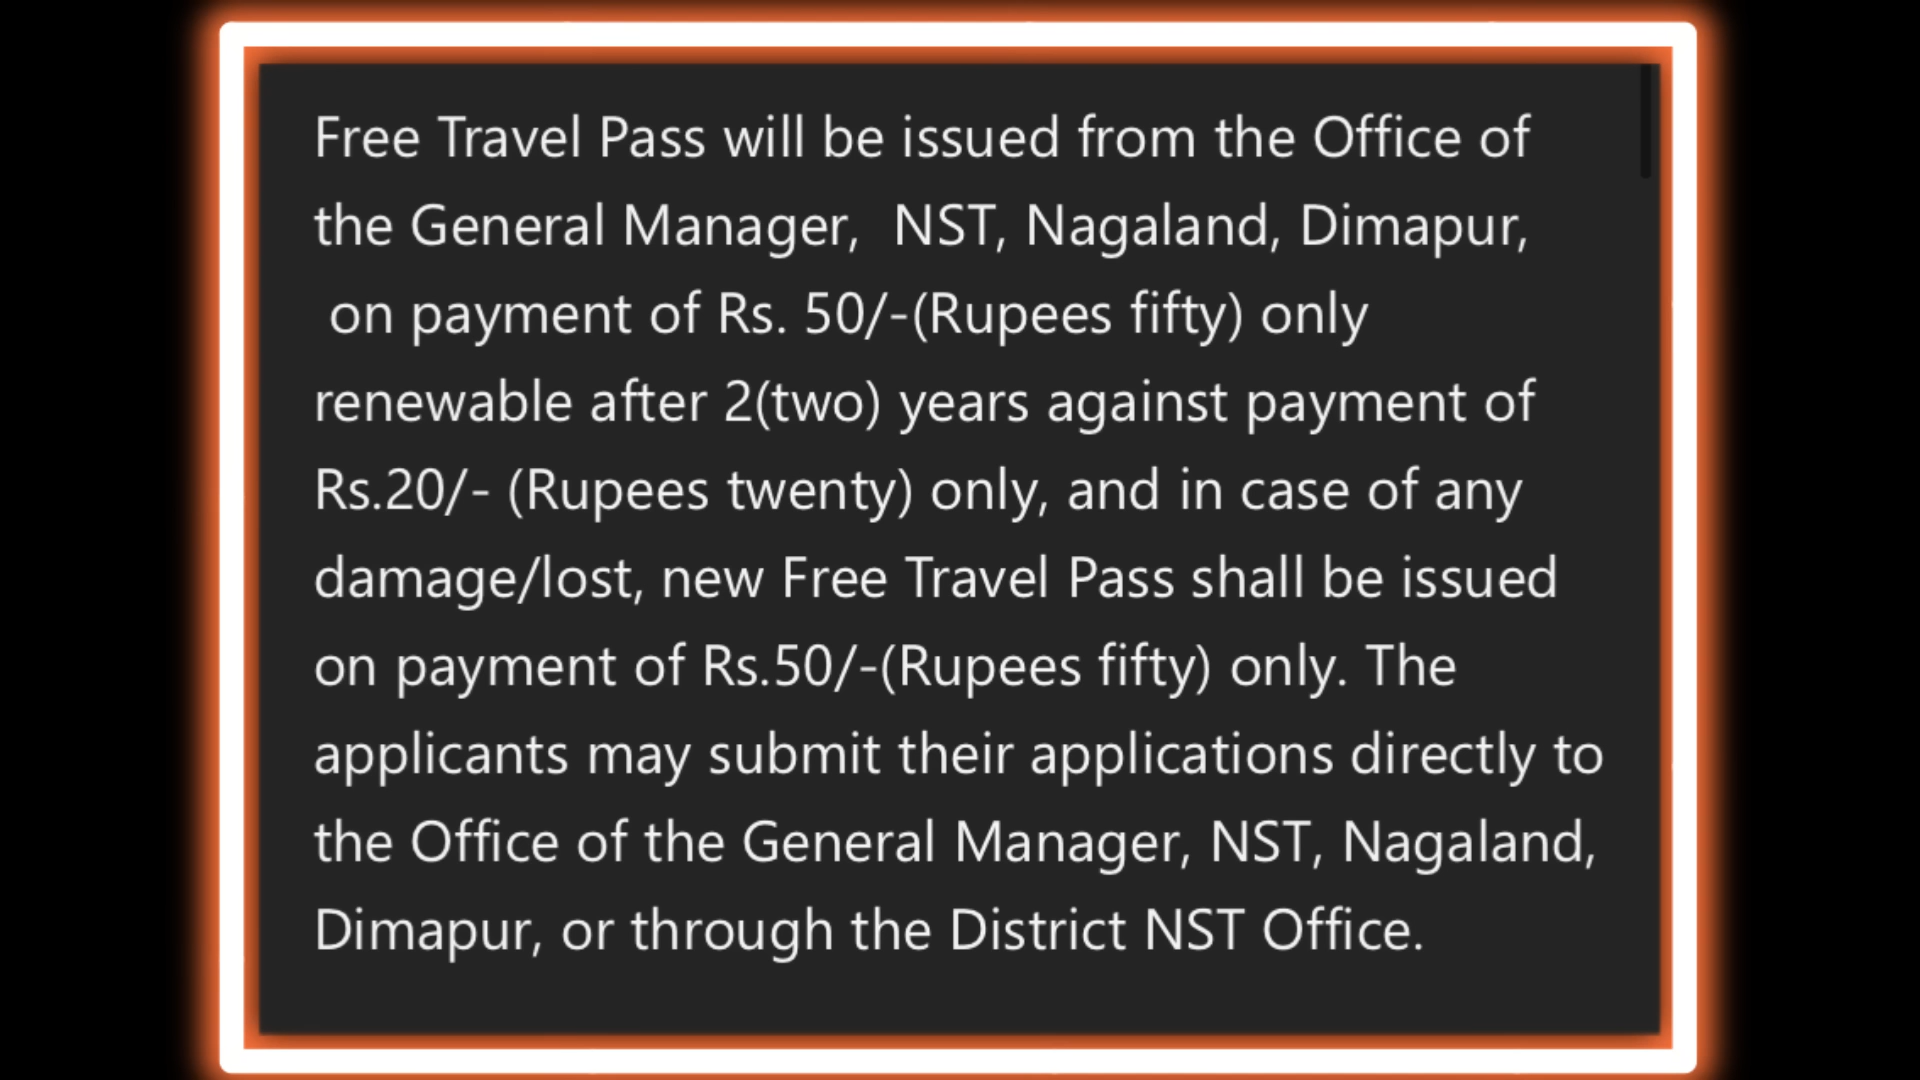 Free Travel Pass will be issued from the Office of
the General Manager,  NST, Nagaland, Dimapur,
 on payment of Rs. 50/-(Rupees fifty) only
renewable after 2(two) years against payment of
Rs.20/- (Rupees twenty) only, and in case of any
damage/lost, new Free Travel Pass shall be issued
on payment of Rs.50/-(Rupees fifty) only. The
applicants may submit their applications directly to
the Office of the General Manager, NST, Nagaland,
Dimapur, or through the District NST Office.